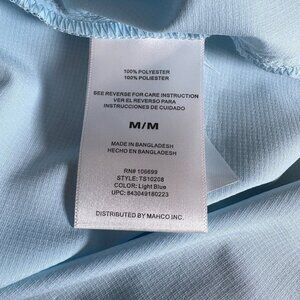 100% POLYESTER
100% POLIESTER
SEE REVERSE FOR CARE INSTRUCTION
VER EL REVERSO PARA
INSTRUCCIONES DE CUIDADO
M/M
MADE IN BANGLADESH
HECHO EN BANGLADESH
RN# 106699
STYLE: TS10208
COLOR: Light Blue
UPC: 843049180223
DISTRIBUTED BY MAHCO INC.